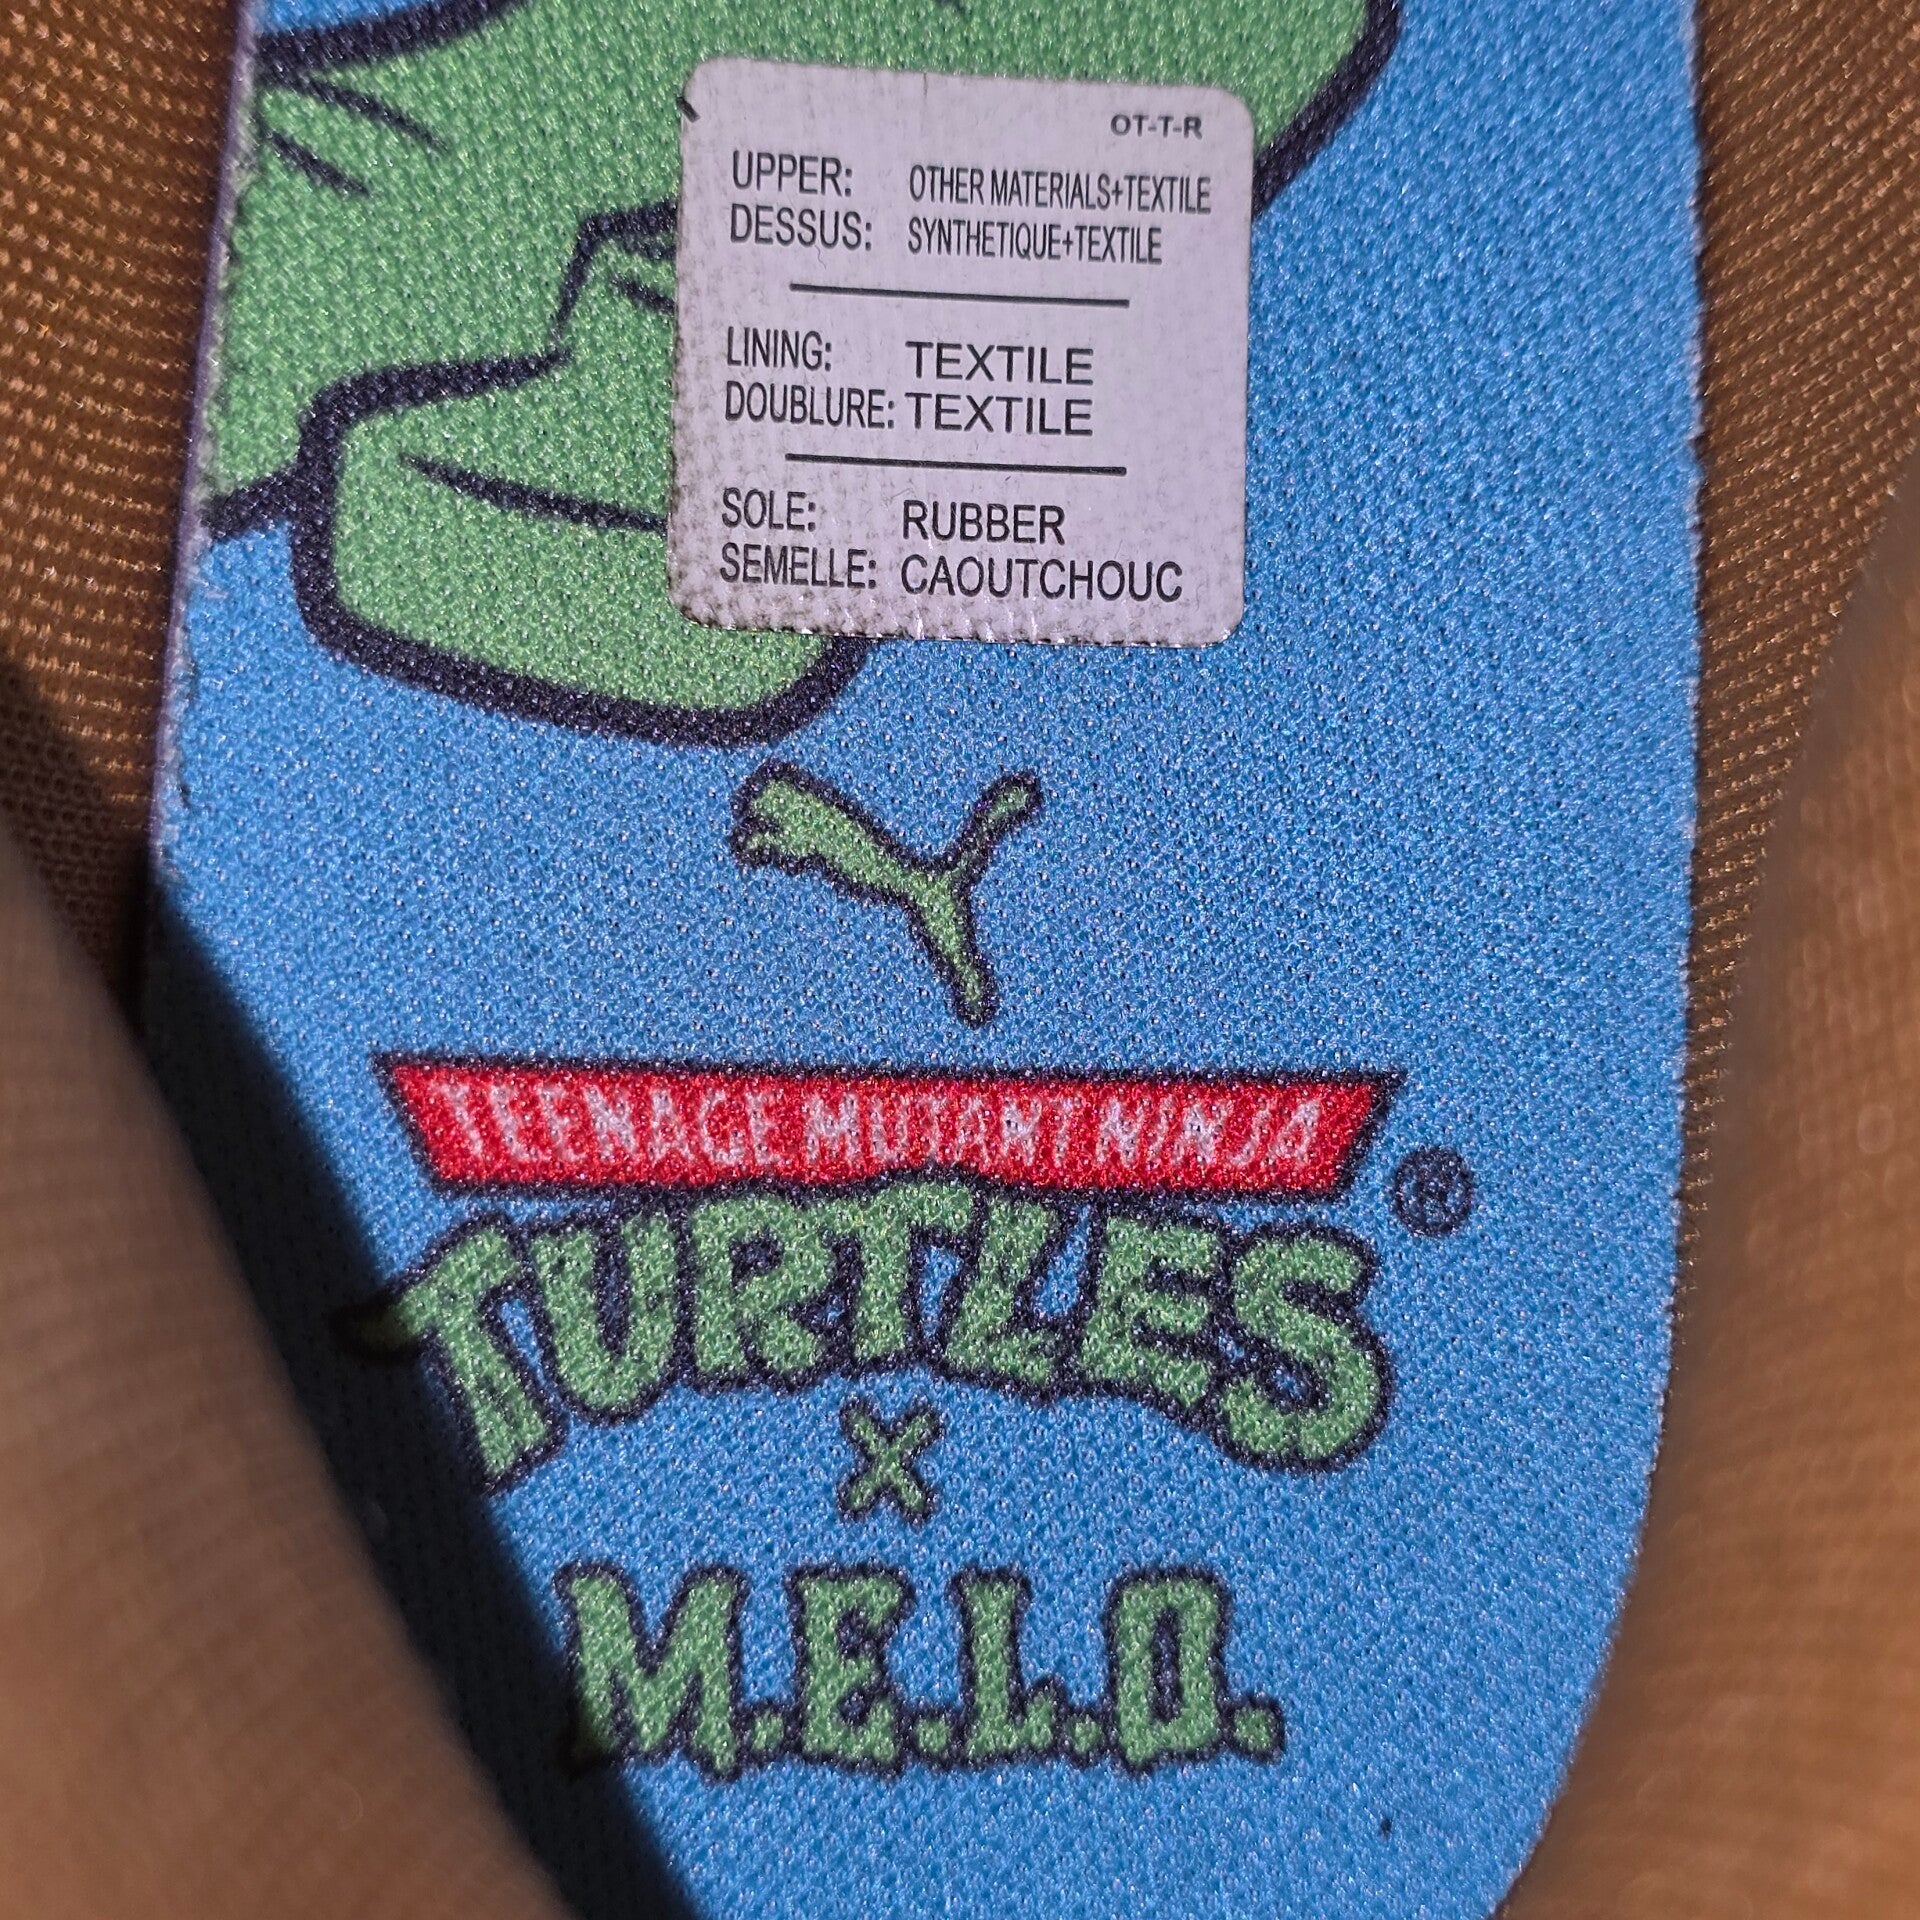 OT-T-R
UPPER: OTHER MATERIALS+TEXTILE
DESSUS: SYNTHETIQUE+TEXTILE
LINING: TEXTILE
DOUBLURE: TEXTILE
SOLE: RUBBER
SEMELLE: CAOUTCHOUC
TEENAGE MUTANT NINJA
TURTLES ®
X
M.E.L.O.